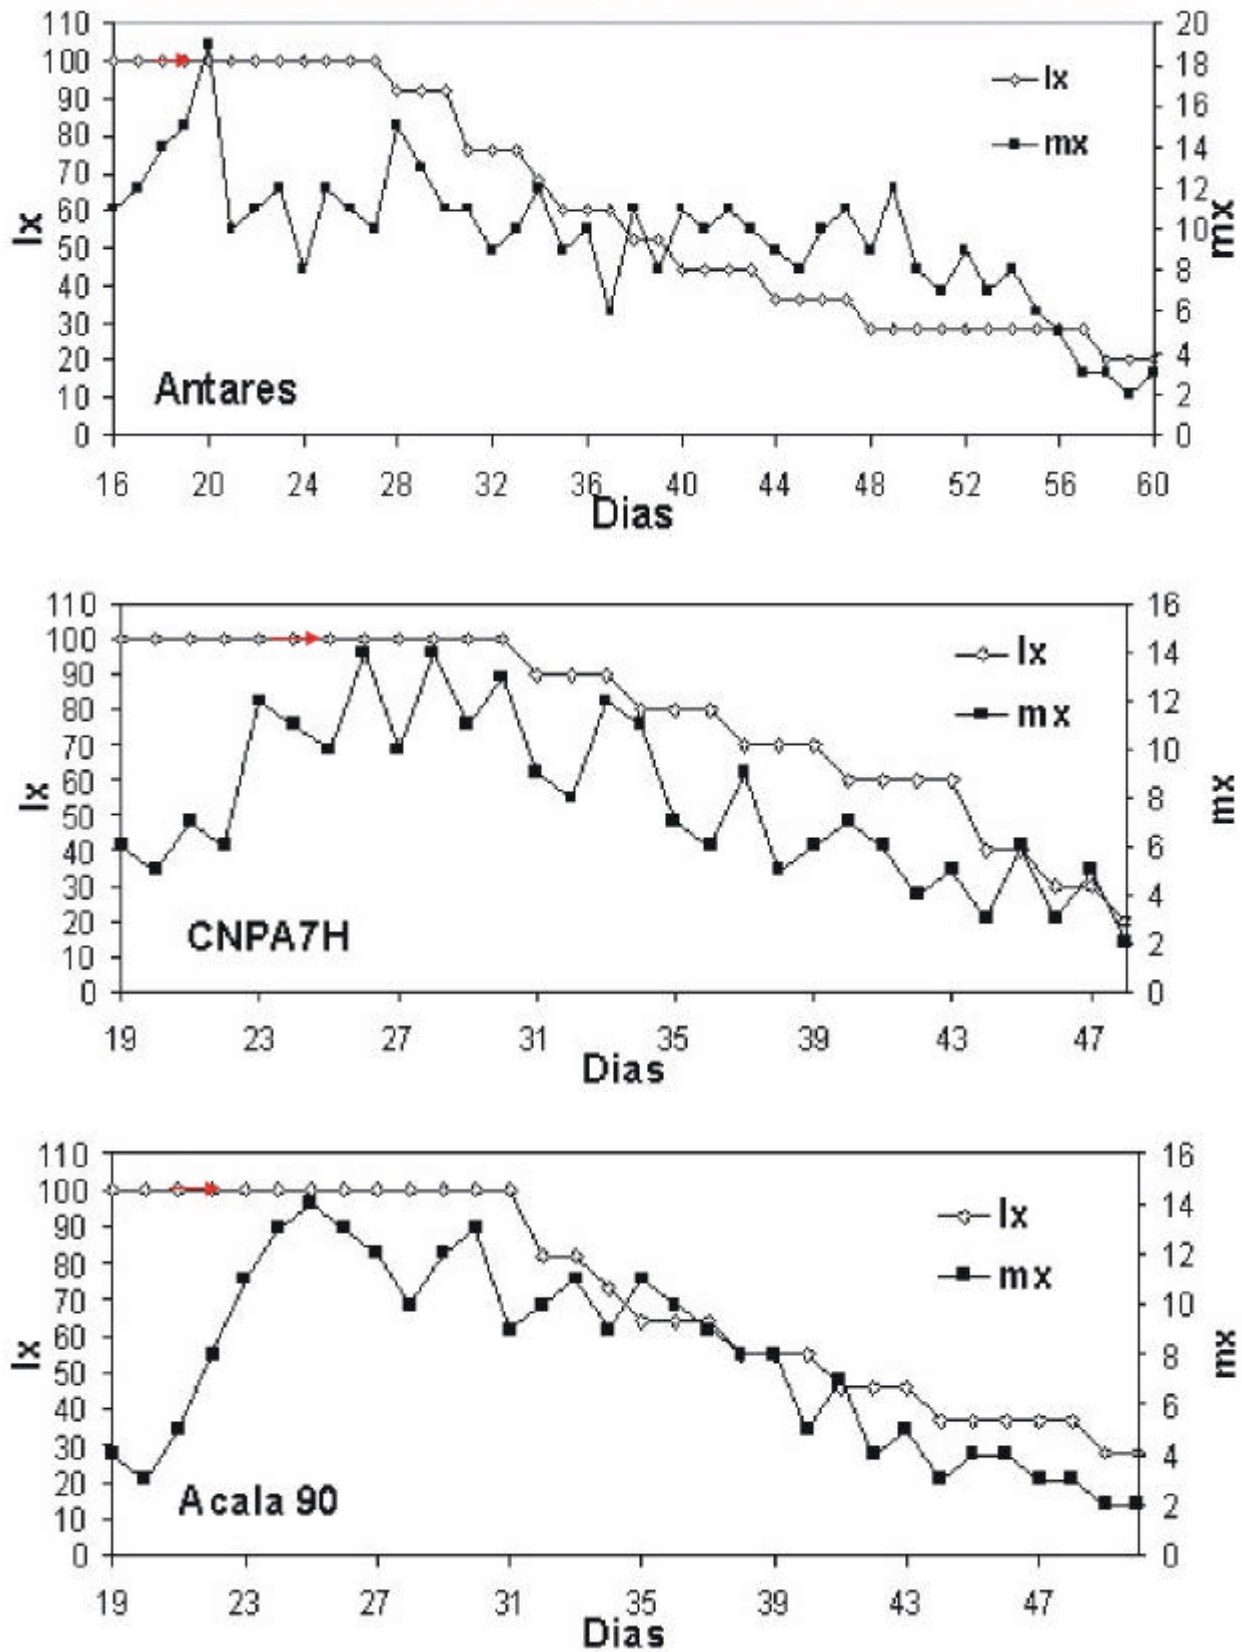 110 20
100 18
90 16
80 14
70 12
60 10
50 8
40 6
30 4
20 2
10 0
0
lx
mx
lx
mx
Antares
16 20 24 28 32 36 40 44 48 52 56 60
Dias
110 16
100 14
90 12
80 10
70 8
60 6
50 4
40 2
30 0
20
10
0
lx
mx
lx
mx
CNPA7H
19 23 27 31 35 39 43 47
Dias
110 16
100 14
90 12
80 10
70 8
60 6
50 4
40 2
30 0
20
10
0
lx
mx
lx
mx
Acala 90
19 23 27 31 35 39 43 47
Dias